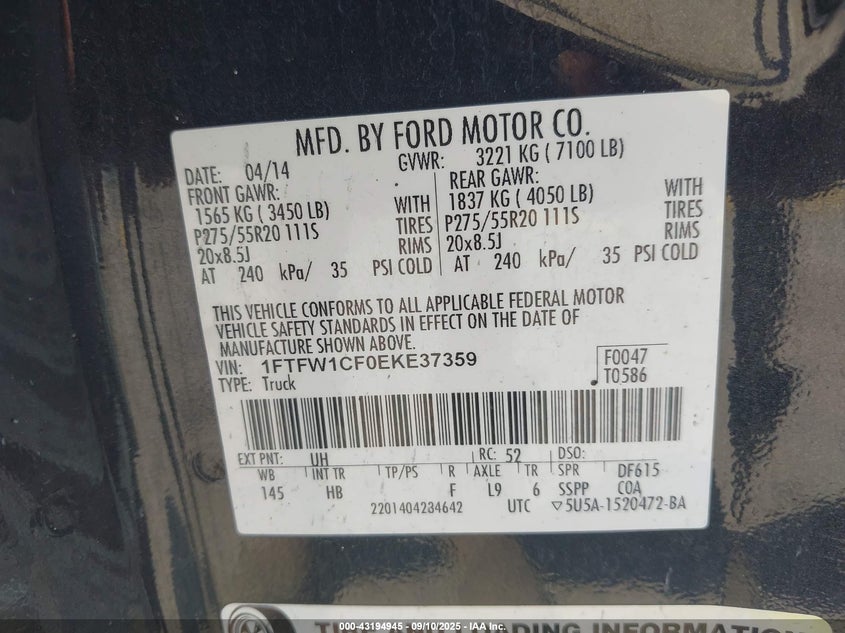 MFD. BY FORD MOTOR CO.
DATE: 04/14 GVWR: 3221 KG ( 7100 LB)
FRONT GAWR: REAR GAWR:
1565 KG ( 3450 LB) WITH 1837 KG ( 4050 LB) WITH
P275/55R20 111S TIRES P275/55R20 111S TIRES
20x8.5J RIMS 20x8.5J RIMS
AT 240 kPa/ 35 PSI COLD AT 240 kPa/ 35 PSI COLD
THIS VEHICLE CONFORMS TO ALL APPLICABLE FEDERAL MOTOR
VEHICLE SAFETY STANDARDS IN EFFECT ON THE DATE OF
MANUFACTURE SHOWN ABOVE.
VIN: 1FTFW1CF0EKE37359 F0047
TYPE: Truck T0586
EXT PNT: UH RC: 52 DSO:
WB INT TR TP/PS R AXLE TR SPR DF615
145 HB F L9 6 SSPP COA
2201404234642 UTC ▽5U5A-1520472-BA
INFORMATION
000-43194945 - 09/10/2025 - IAA Inc.